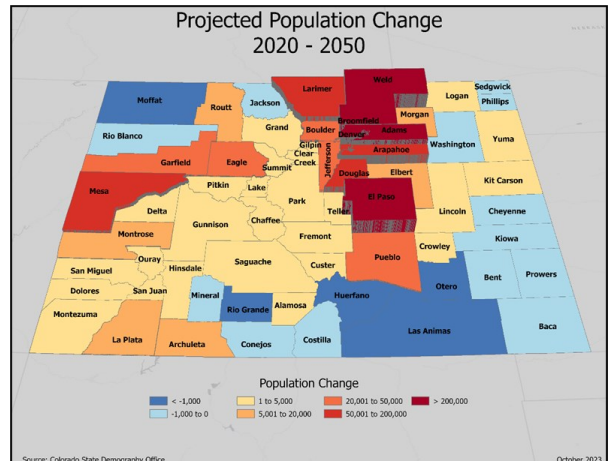 Projected Population Change
2020 - 2050
Moffat
Routt
Jackson
Larimer
Weld
Logan
Sedgwick
Phillips
Rio Blanco
Grand
Boulder
Broomfield
Morgan
Garfield
Eagle
Summit
Gilpin
Clear
Creek
Jefferson
Denver
Adams
Arapahoe
Washington
Yuma
Mesa
Pitkin
Lake
Park
Douglas
Elbert
Kit Carson
Delta
Gunnison
Chaffee
Teller
El Paso
Lincoln
Cheyenne
Montrose
Fremont
Kiowa
Ouray
San Miguel
Hinsdale
Saguache
Custer
Pueblo
Crowley
Dolores
San Juan
Mineral
Rio Grande
Alamosa
Huerfano
Otero
Bent
Prowers
Montezuma
La Plata
Archuleta
Conejos
Costilla
Las Animas
Baca
Population Change
< -1,000
1 to 5,000
20,001 to 50,000
> 200,000
-1,000 to 0
5,001 to 20,000
50,001 to 200,000
Source: Colorado State Demography Office
October 2023